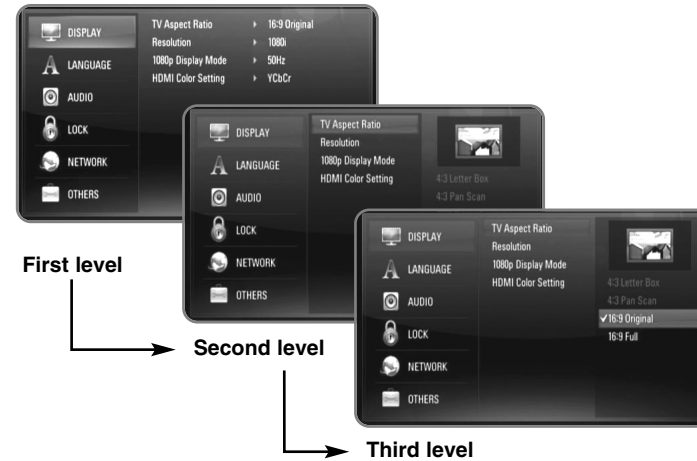 DISPLAY
LANGUAGE
AUDIO
LOCK
NETWORK
OTHERS
TV Aspect Ratio 16:9 Original
Resolution 1080i
1080p Display Mode 50Hz
HDMI Color Setting YCbCr
First level
DISPLAY
LANGUAGE
AUDIO
LOCK
NETWORK
OTHERS
TV Aspect Ratio
Resolution
1080p Display Mode
HDMI Color Setting
4:3 Letter Box
4:3 Pan Scan
Second level
DISPLAY
LANGUAGE
AUDIO
LOCK
NETWORK
OTHERS
TV Aspect Ratio
Resolution
1080p Display Mode
HDMI Color Setting
4:3 Letter Box
4:3 Pan Scan
✓16:9 Original
16:9 Full
Third level